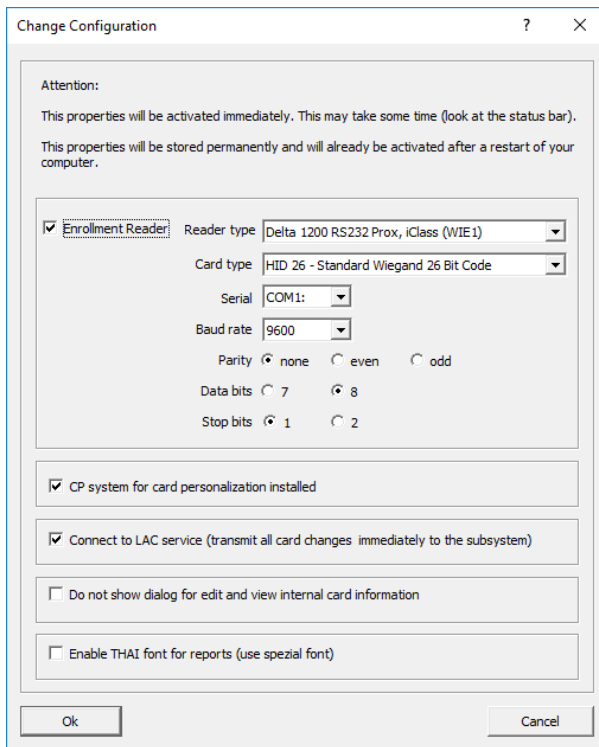 Change Configuration ?
Attention:
This properties will be activated immediately. This may take some time (look at the status bar).
This properties will be stored permanently and will already be activated after a restart of your
computer.
Enrollment Reader Reader type Delta 1200 RS232 Prox, iClass (WIE1)
Card type HID 26 - Standard Wiegand 26 Bit Code
Serial COM1:
Baud rate 9600
Parity none even odd
Data bits 7 8
Stop bits 1 2
CP system for card personalization installed
Connect to LAC service (transmit all card changes immediately to the subsystem)
Do not show dialog for edit and view internal card information
Enable THAI font for reports (use spezial font)
Ok Cancel